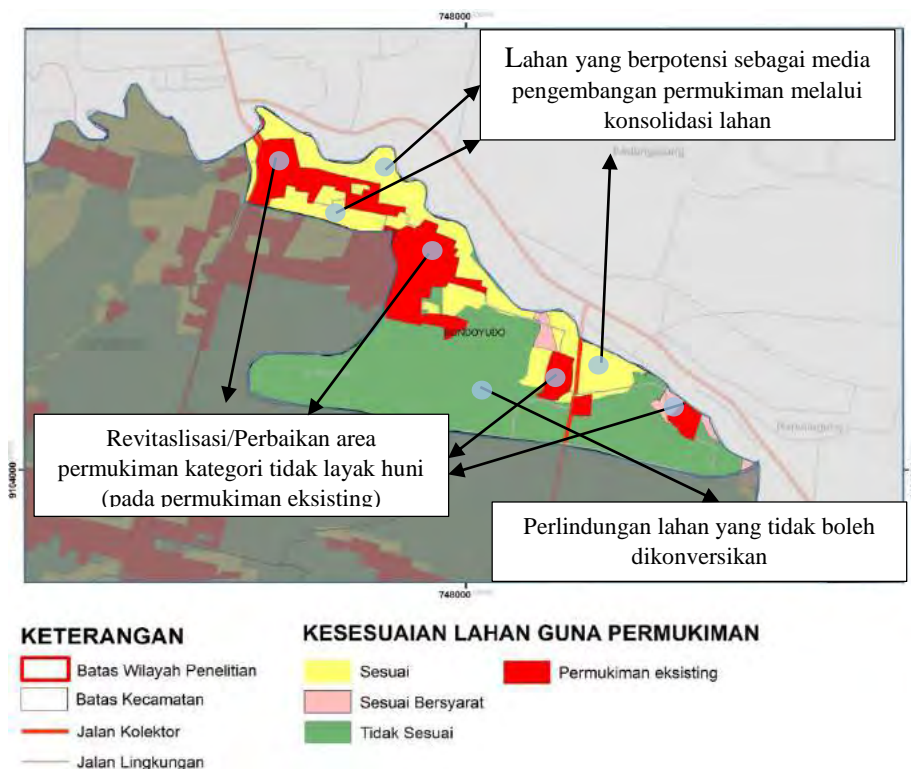 748000
Lahan yang berpotensi sebagai media
pengembangan permukiman melalui
konsolidasi lahan
Revitaslisasi/Perbaikan area
permukiman kategori tidak layak huni
(pada permukiman eksisting)
9104000
Perlindungan lahan yang tidak boleh
dikonversikan
748000
KETERANGAN
Batas Wilayah Penelitian
Batas Kecamatan
Jalan Kolektor
Jalan Lingkungan
KESESUAIAN LAHAN GUNA PERMUKIMAN
Sesuai
Sesuai Bersyarat
Tidak Sesuai
Permukiman eksisting